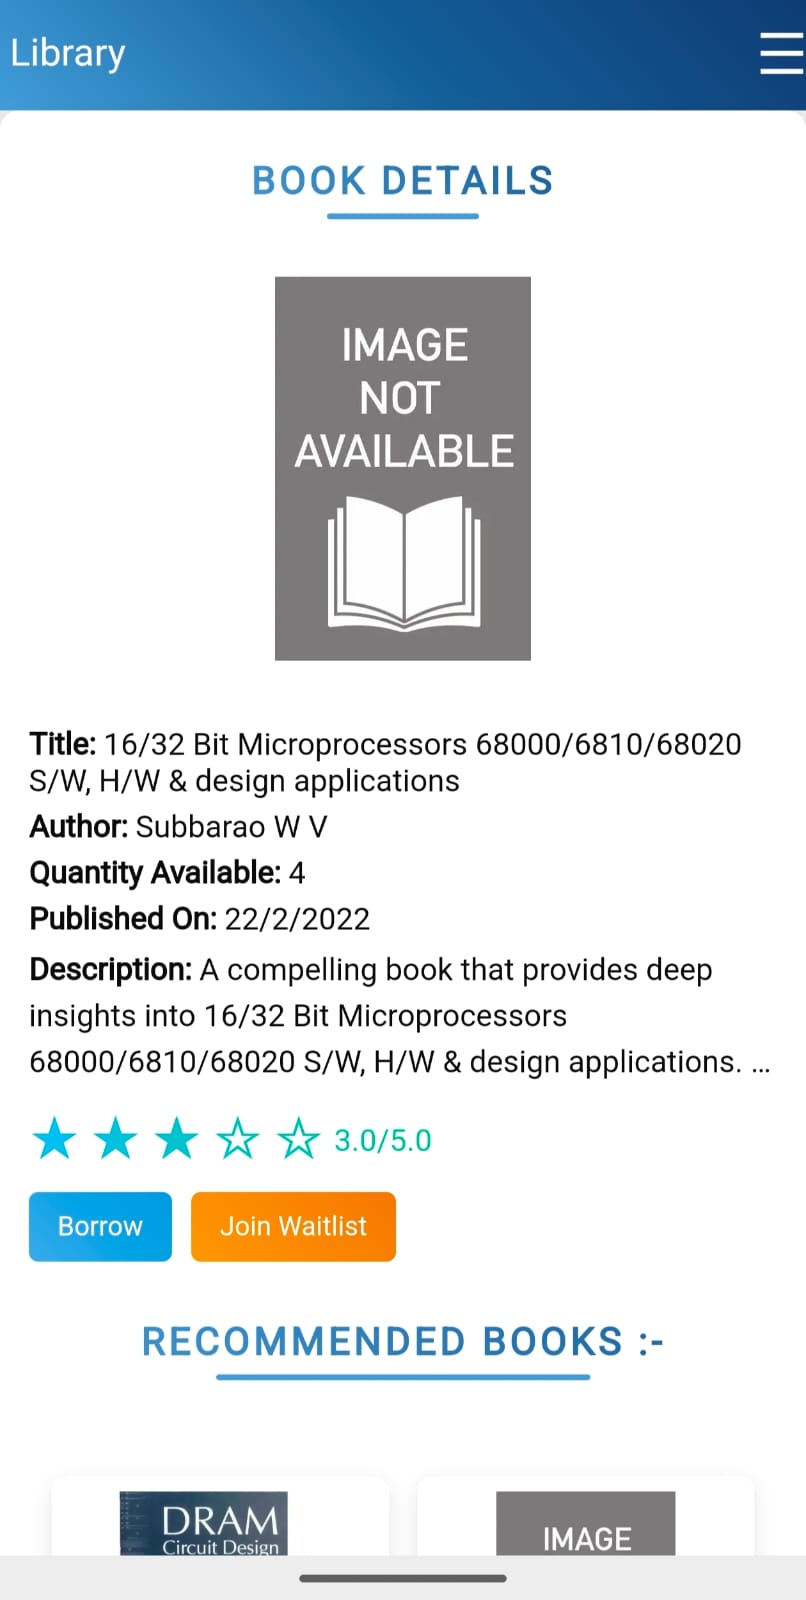 Library
BOOK DETAILS
IMAGE
NOT
AVAILABLE
Title: 16/32 Bit Microprocessors 68000/6810/68020
S/W, H/W & design applications
Author: Subbarao W V
Quantity Available: 4
Published On: 22/2/2022
Description: A compelling book that provides deep
insights into 16/32 Bit Microprocessors
68000/6810/68020 S/W, H/W & design applications. ...
3.0/5.0
Borrow Join Waitlist
RECOMMENDED BOOKS :-
DRAM
Circuit Design
IMAGE